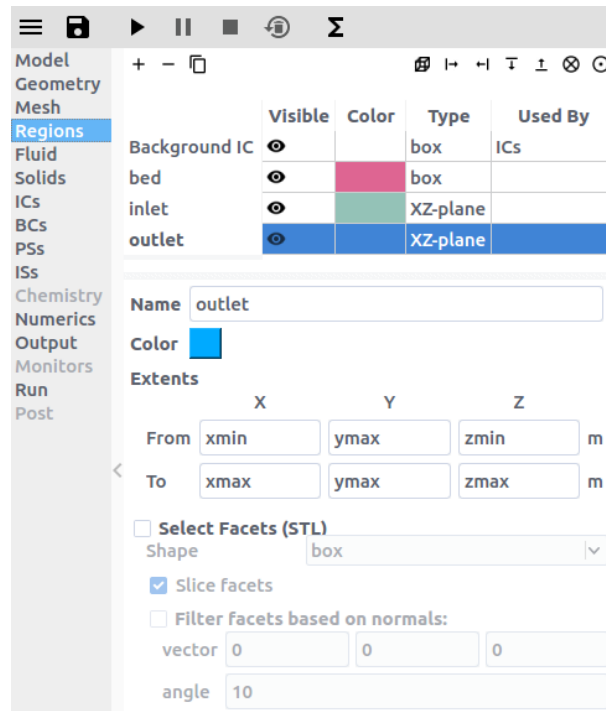 Model
Geometry
Mesh
Regions
Fluid
Solids
ICs
BCs
PSs
ISs
Chemistry
Numerics
Output
Monitors
Run
Post
Visible Color Type Used By
Background IC box ICs
bed box
inlet XZ-plane
outlet XZ-plane
Name outlet
Color
Extents
X Y Z
From xmin ymax zmin m
To xmax ymax zmax m
Select Facets (STL)
Shape box
Slice facets
Filter facets based on normals:
vector 0 0 0
angle 10